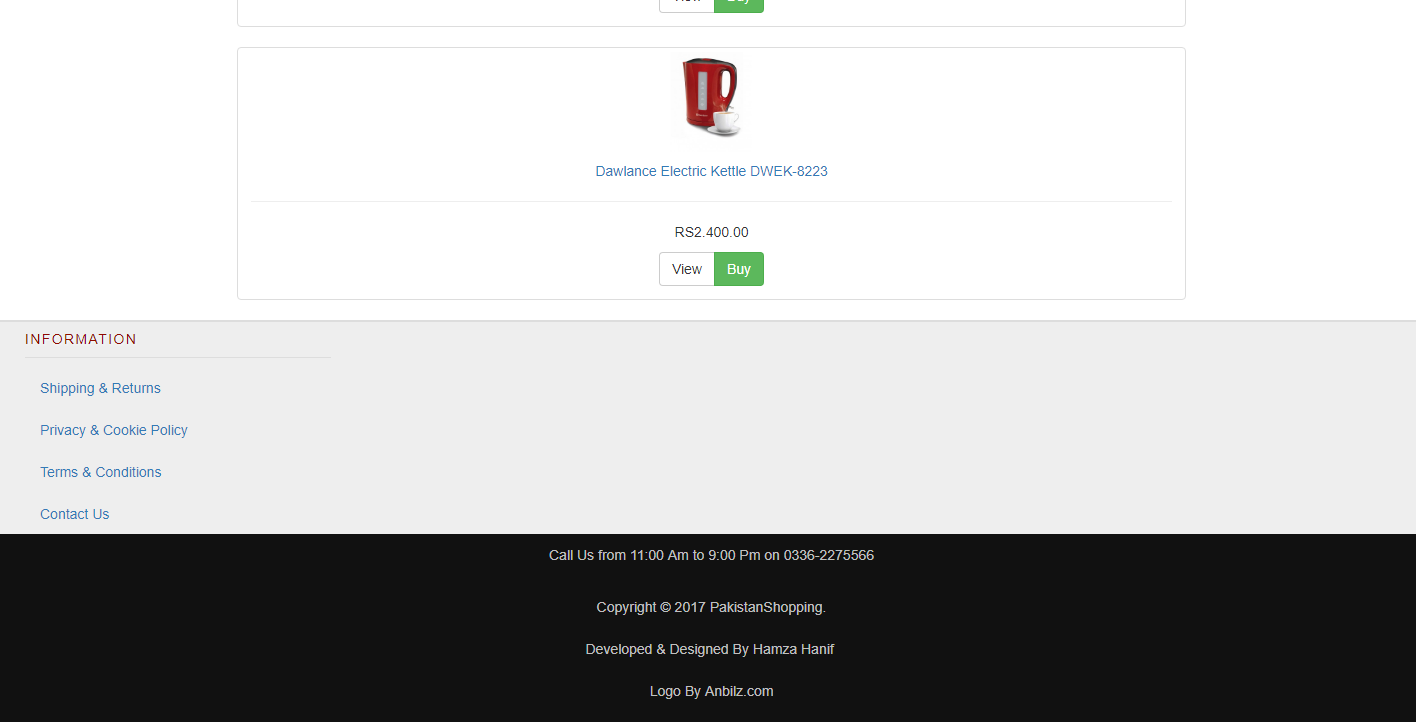 View Buy
Dawlance Electric Kettle DWEK-8223
RS2.400.00
View Buy
INFORMATION
Shipping & Returns
Privacy & Cookie Policy
Terms & Conditions
Contact Us
Call Us from 11:00 Am to 9:00 Pm on 0336-2275566
Copyright © 2017 PakistanShopping.
Developed & Designed By Hamza Hanif
Logo By Anbilz.com